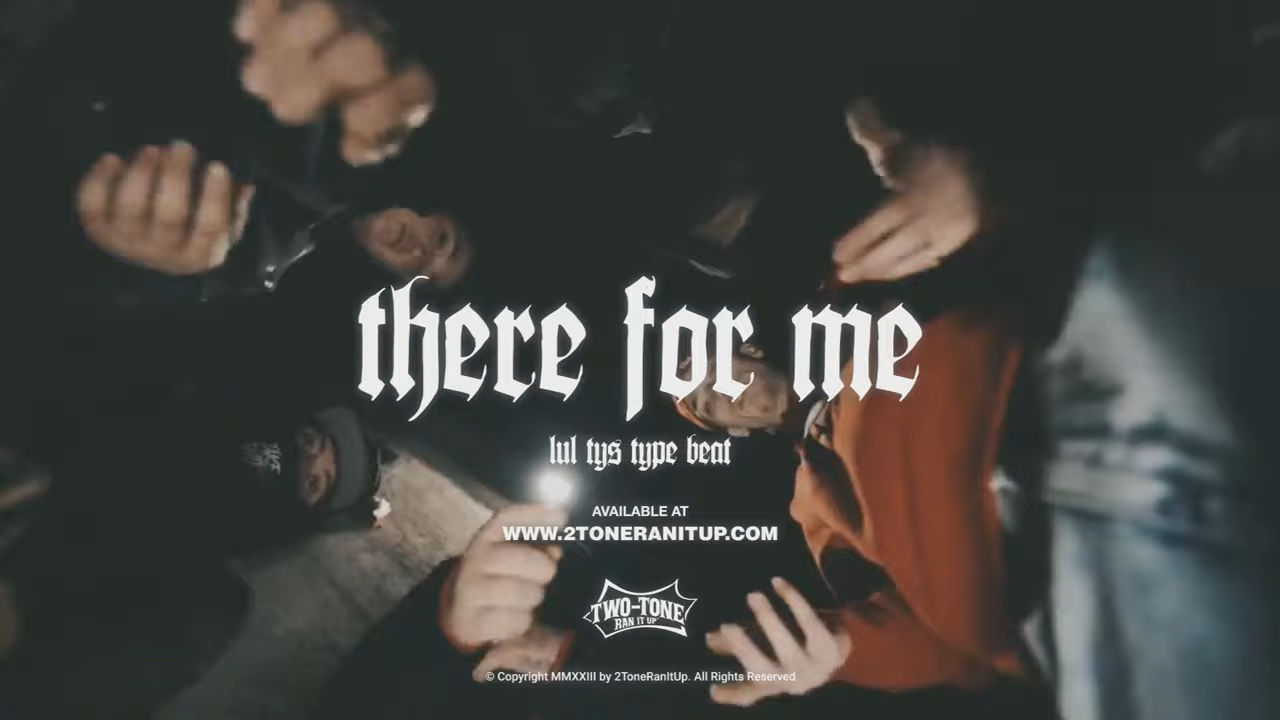 there for me
lul tys type beat
AVAILABLE AT
WWW.2TONERANITUP.COM
TWO-TONE
RAN IT UP
© Copyright MMXXIII by 2ToneRanItUp. All Rights Reserved